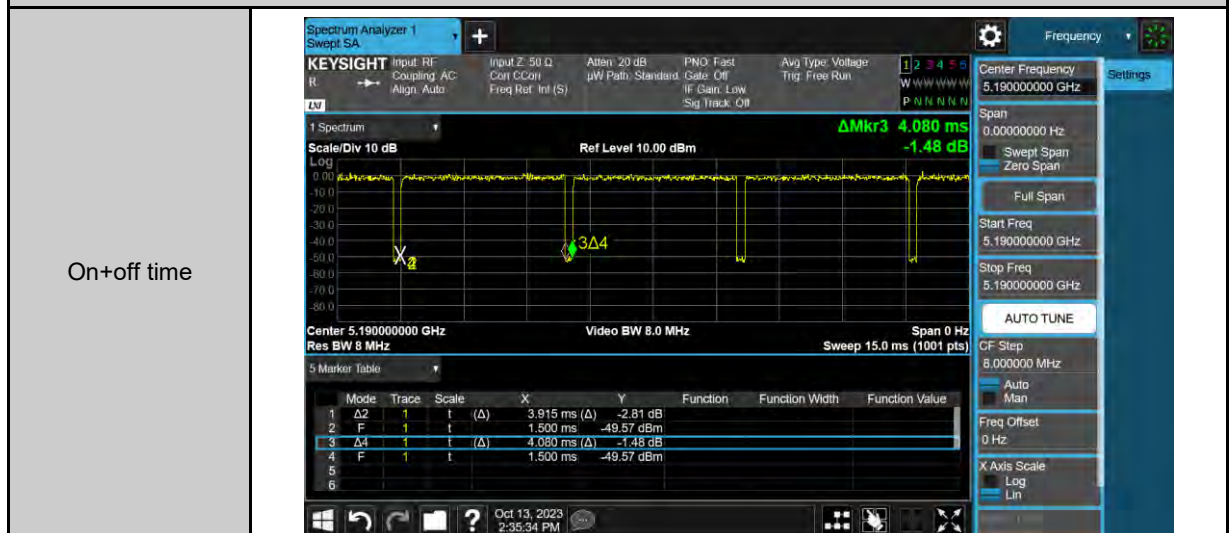 On+off time
Spectrum Analyzer 1
Swept SA
+
Frequency
KEYSIGHT
R
LXI
Input: RF
Coupling: AC
Align: Auto
Input Z: 50 Ω
Corr CCorr
Freq Ref: Int (S)
Atten: 20 dB
µW Path: Standard
PNO: Fast
Gate: Off
IF Gain: Low
Sig Track: Off
Avg Type: Voltage
Trig: Free Run
1 2 3 4 5 6
W W W W W W
P N N N N N
Center Frequency
5.190000000 GHz
Settings
Span
0.00000000 Hz
Swept Span
Zero Span
Full Span
Start Freq
5.190000000 GHz
Stop Freq
5.190000000 GHz
AUTO TUNE
CF Step
8.000000 MHz
Auto
Man
Freq Offset
0 Hz
X Axis Scale
Log
Lin
1 Spectrum
ΔMkr3 4.080 ms
-1.48 dB
Scale/Div 10 dB
Ref Level 10.00 dBm
Log
0.00
-10.0
-20.0
-30.0
-40.0
-50.0
-60.0
-70.0
-80.0
X
3Δ4
Center 5.190000000 GHz
Video BW 8.0 MHz
Span 0 Hz
Res BW 8 MHz
Sweep 15.0 ms (1001 pts)
5 Marker Table
Mode Trace Scale X Y Function Function Width Function Value
1 Δ2 1 t (Δ) 3.915 ms (Δ) -2.81 dB
2 F 1 t 1.500 ms -49.57 dBm
3 Δ4 1 t (Δ) 4.080 ms (Δ) -1.48 dB
4 F 1 t 1.500 ms -49.57 dBm
5
6
?
Oct 13, 2023
2:35:34 PM